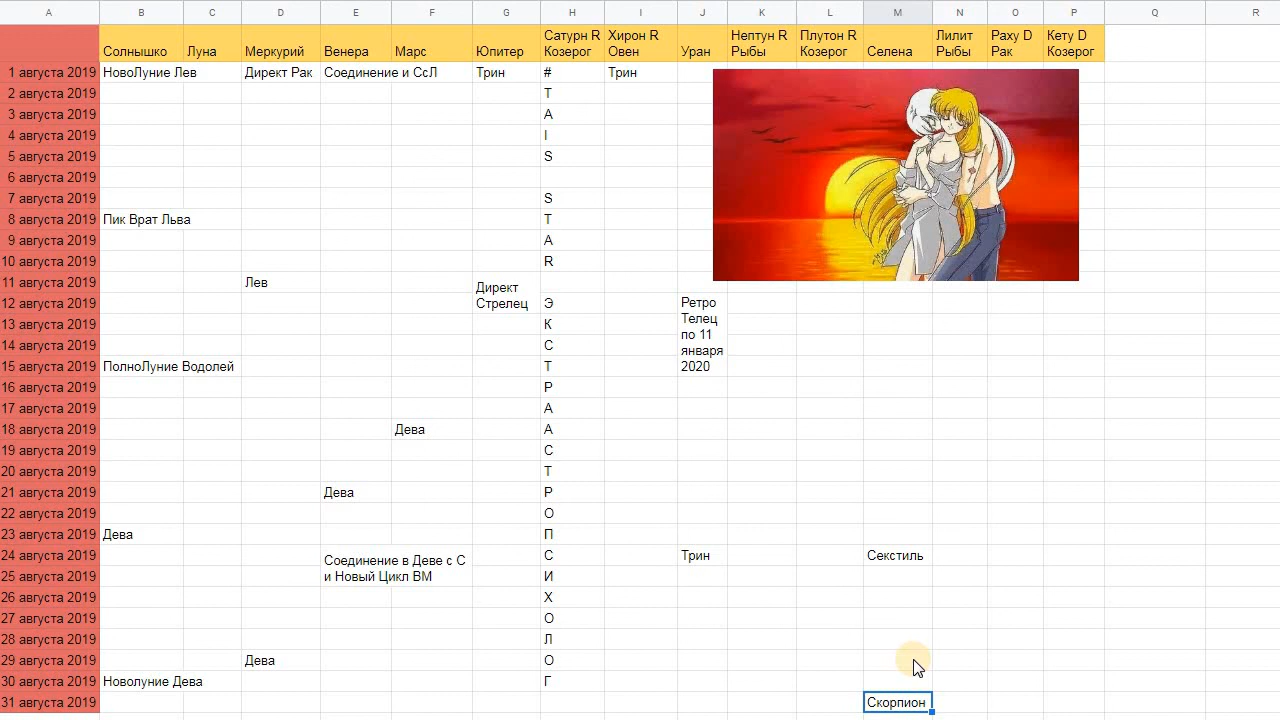 A B C D E F G H I J K L M N O P Q R
Солнышко Луна Меркурий Венера Марс Юпитер Сатурн R Козерог Хирон R Овен Уран Нептун R Рыбы Плутон R Козерог Селена Лилит Рыбы Раху D Рак Кету D Козерог
1 августа 2019 НовоЛуние Лев Директ Рак Соединение и СсЛ Трин # Трин
2 августа 2019 Т
3 августа 2019 A
4 августа 2019 I
5 августа 2019 S
6 августа 2019
7 августа 2019 S
8 августа 2019 Пик Врат Льва T
9 августа 2019 A
10 августа 2019 R
11 августа 2019 Лев Директ
12 августа 2019 Стрелец Э Ретро
13 августа 2019 К Телец
14 августа 2019 С по 11 января
15 августа 2019 ПолноЛуние Водолей Т 2020
16 августа 2019 Р
17 августа 2019 А
18 августа 2019 Дева А
19 августа 2019 С
20 августа 2019 Т
21 августа 2019 Дева Р
22 августа 2019 О
23 августа 2019 Дева П
24 августа 2019 Соединение в Деве с С С Трин Секстиль
25 августа 2019 и Новый Цикл ВМ И
26 августа 2019 Х
27 августа 2019 О
28 августа 2019 Л
29 августа 2019 Дева О
30 августа 2019 Новолуние Дева Г
31 августа 2019 Скорпион